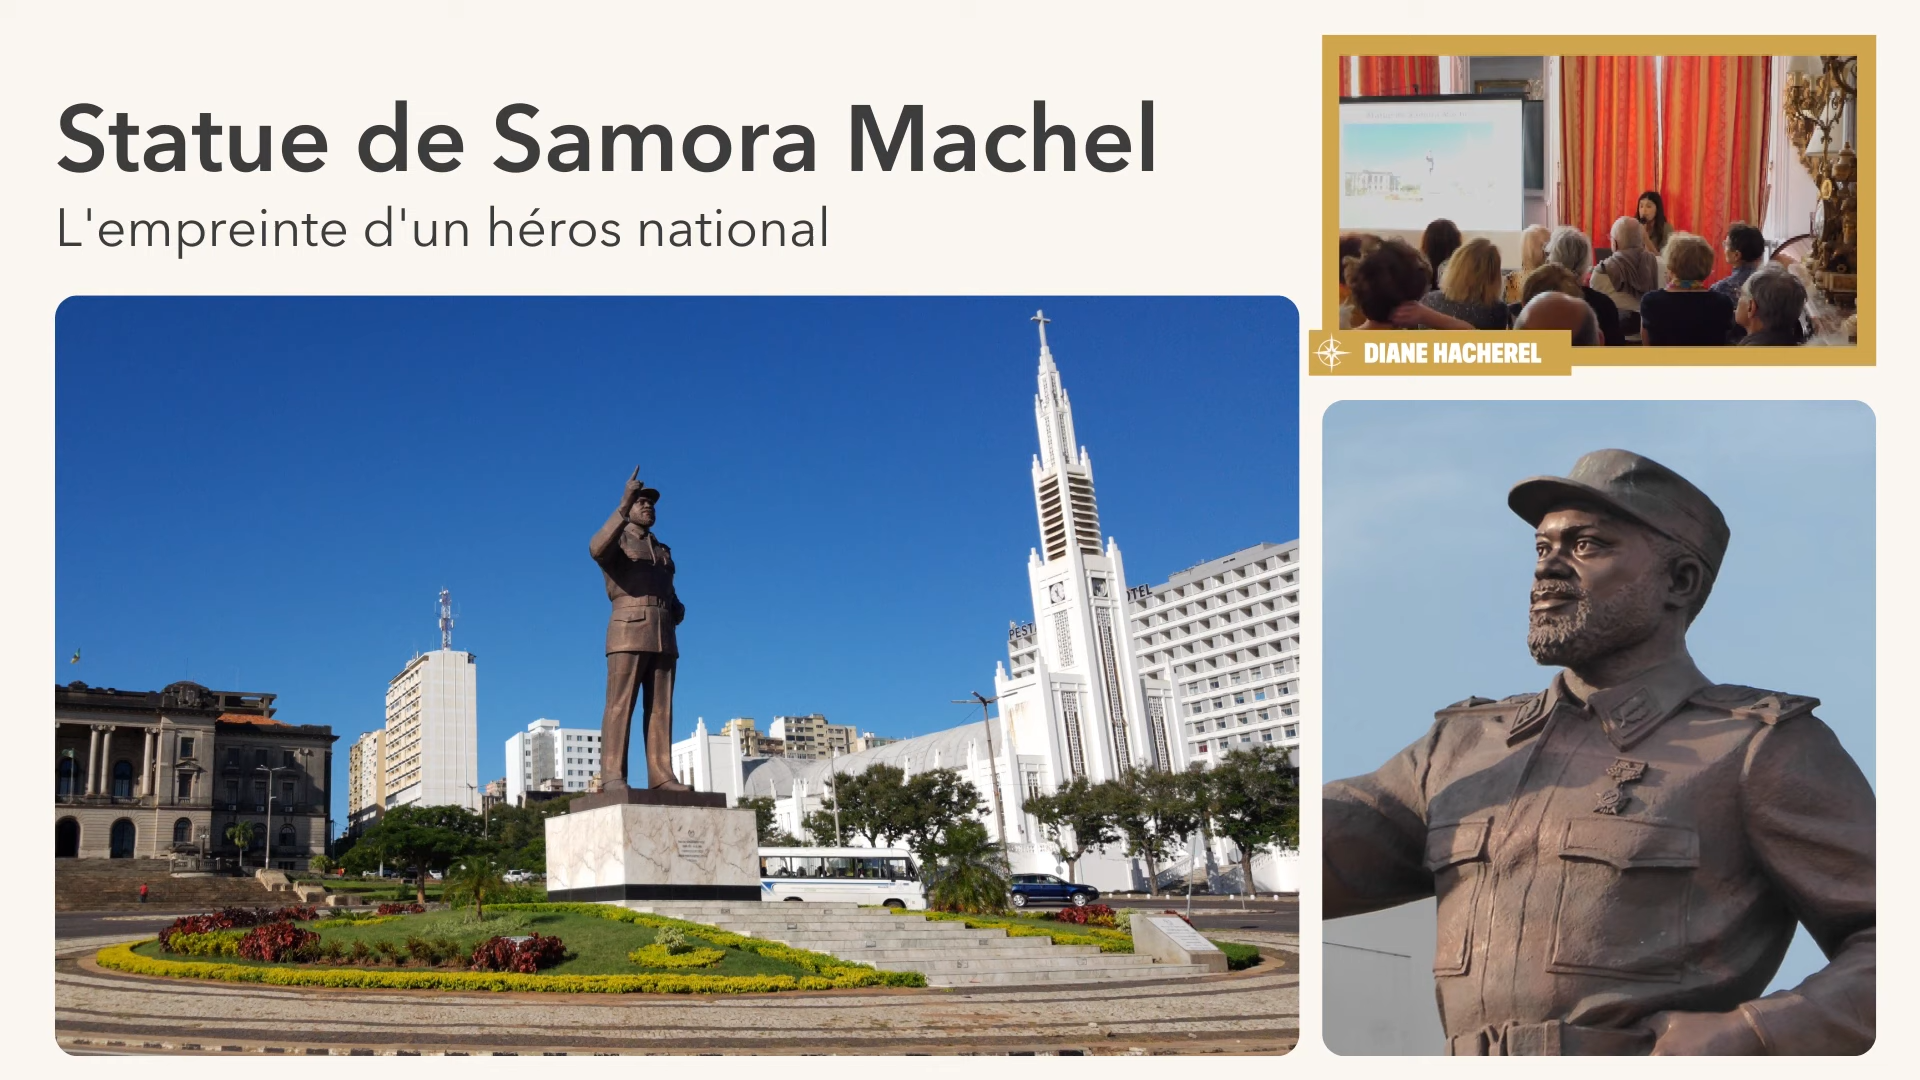 Statue de Samora Machel
L'empreinte d'un héros national
DIANE HACHEREL